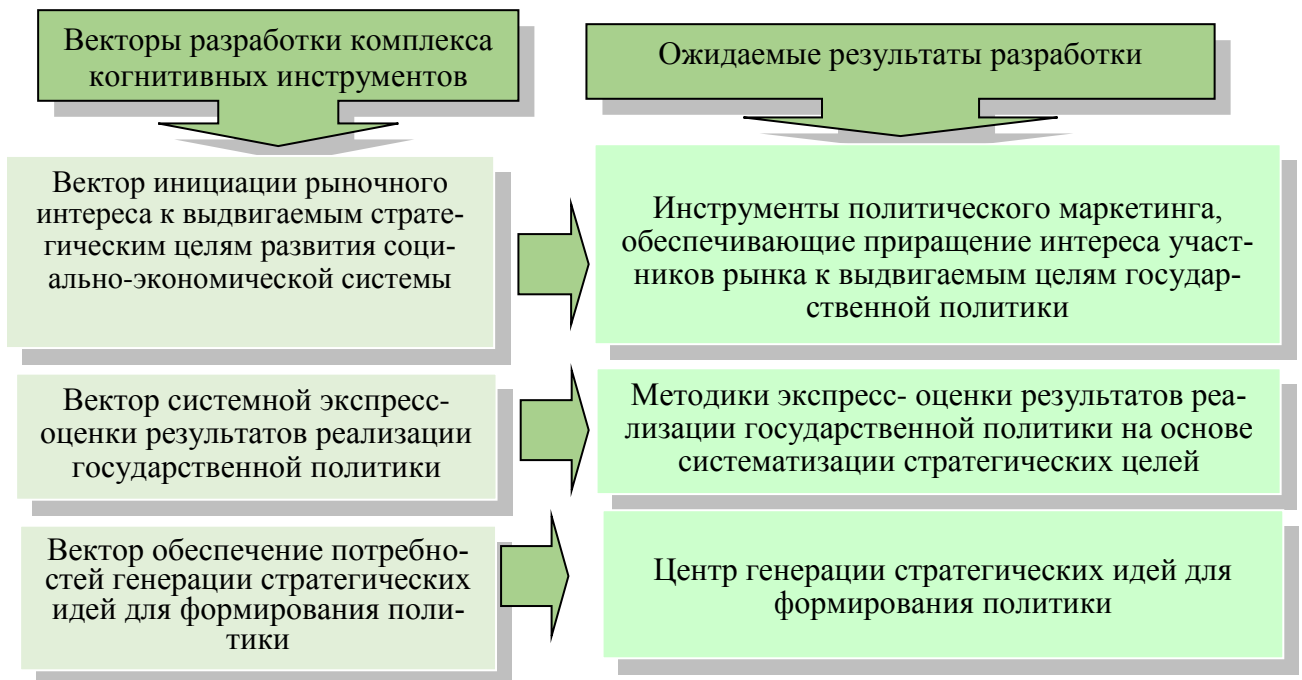 Векторы разработки комплекса
когнитивных инструментов
Ожидаемые результаты разработки
Вектор инициации рыночного
интереса к выдвигаемым страте-
гическим целям развития соци-
ально-экономической системы
Инструменты политического маркетинга,
обеспечивающие приращение интереса участ-
ников рынка к выдвигаемым целям государ-
ственной политики
Вектор системной экспресс-
оценки результатов реализации
государственной политики
Методики экспресс- оценки результатов реа-
лизации государственной политики на основе
систематизации стратегических целей
Вектор обеспечение потребно-
стей генерации стратегических
идей для формирования поли-
тики
Центр генерации стратегических идей для
формирования политики